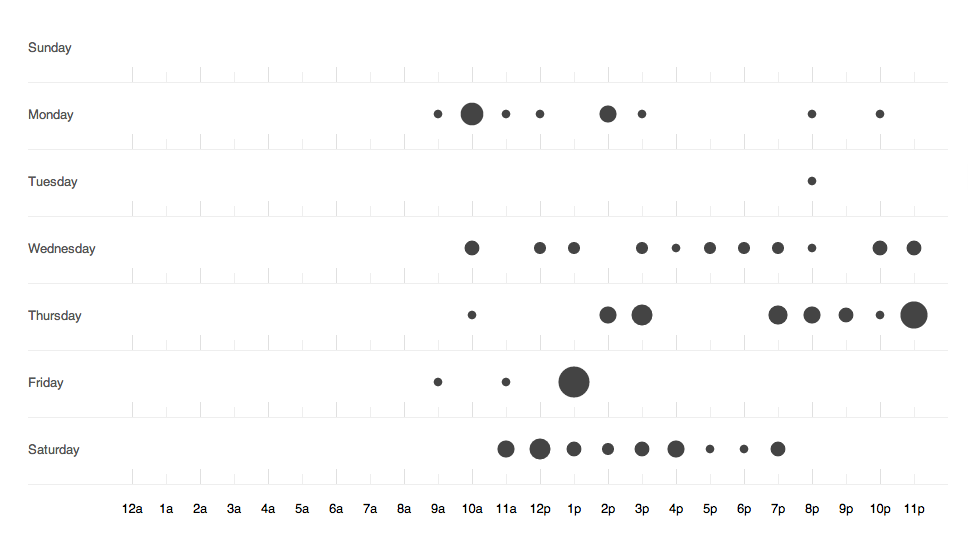 Sunday
Monday
Tuesday
Wednesday
Thursday
Friday
Saturday
12a 1a 2a 3a 4a 5a 6a 7a 8a 9a 10a 11a 12p 1p 2p 3p 4p 5p 6p 7p 8p 9p 10p 11p